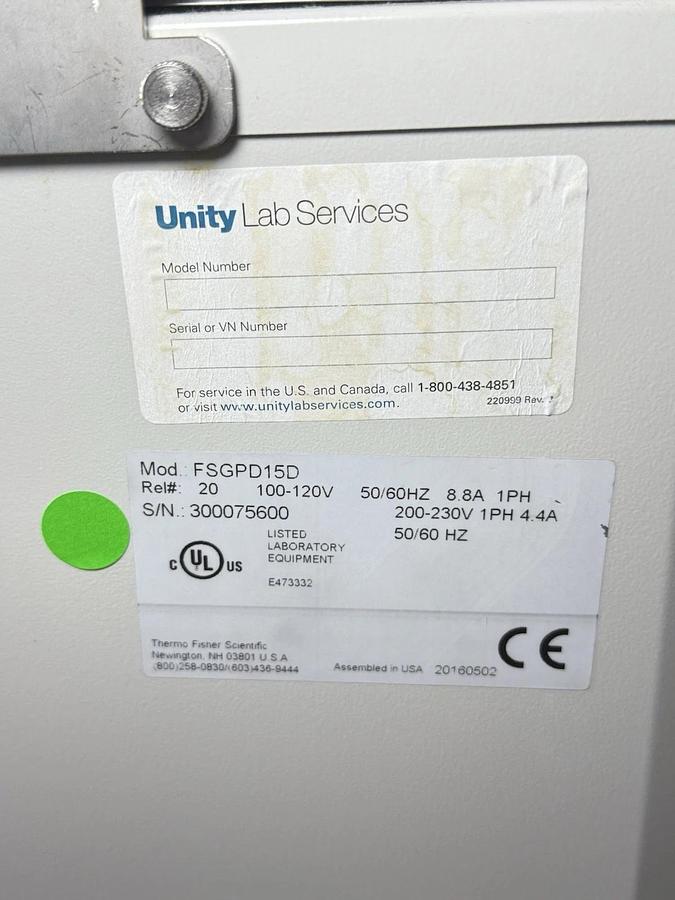 Unity Lab Services
Model Number
Serial or VN Number
For service in the U.S. and Canada, call 1-800-438-4851
or visit www.unitylabservices.com.
220999 Rev.
Mod.: FSGPD15D
Rel#: 20 100-120V 50/60HZ 8.8A 1PH
S/N.: 300075600 200-230V 1PH 4.4A
50/60 HZ
LISTED
LABORATORY
EQUIPMENT
C UL US
E473332
Thermo Fisher Scientific
Newington, NH 03801 U.S.A
(800)258-0830/(603)436-9444
Assembled in USA 20160502
CE